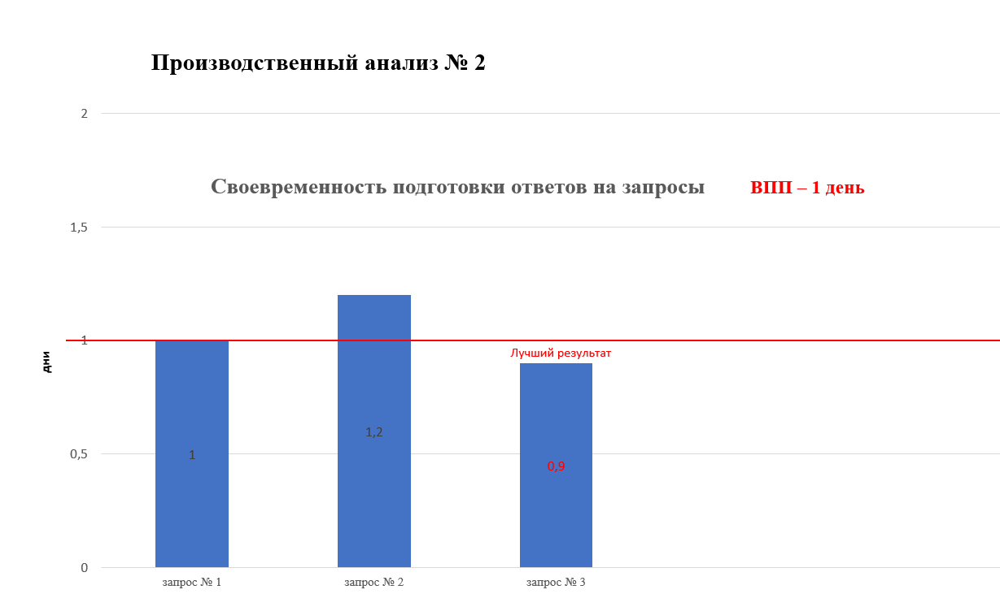 Производственный анализ № 2
2
Своевременность подготовки ответов на запросы ВПП – 1 день
1,5
1
дни
Лучший результат
1,2
1
0,5
0,9
0
запрос № 1 запрос № 2 запрос № 3